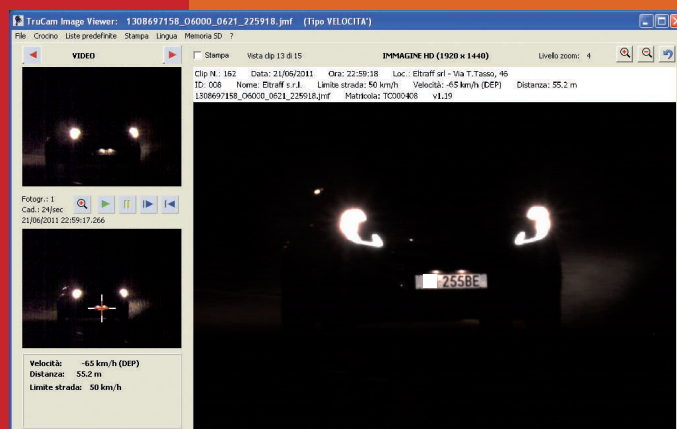 TruCam Image Viewer: 1308697158_O6000_0621_225918.jmf (Tipo VELOCITA')
File Crocino Liste predefinite Stampa Lingua Memoria SD ?
VIDEO
Stampa Vista clip 13 di 15 IMMAGINE HD (1920 x 1440) Livello zoom: 4
Clip N.: 162 Data: 21/06/2011 Ora: 22:59:18 Loc.: Eltraff srl - Via T.Tasso, 46
ID: 008 Nome: Eltraff s.r.l. Limite strada: 50 km/h Velocità: -65 km/h (DEP) Distanza: 55.2 m
1308697158_O6000_0621_225918.jmf Matricola: TC000408 v1.19
Fotogr.: 1
Cad.: 24/sec
21/06/2011 22:59:17.266
255BE
Velocità: -65 km/h (DEP)
Distanza: 55.2 m
Limite strada: 50 km/h